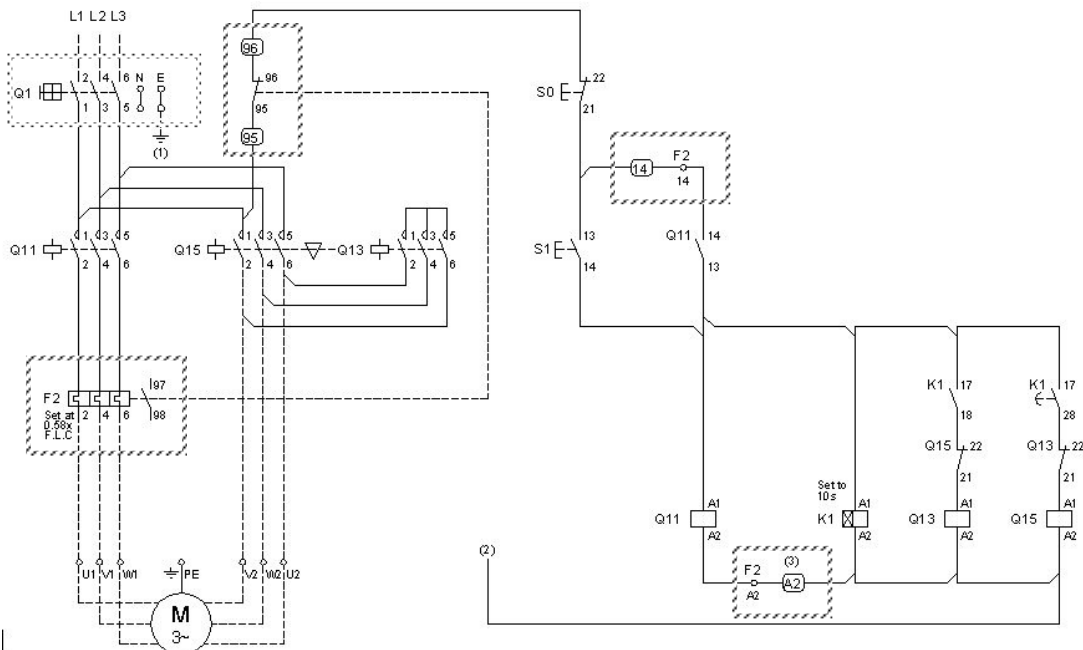 L1 L2 L3
Q1
2 4 6 N E
1 3 5
(1)
96
96
95
95
S0
22
21
14
F2
14
Q11
1 3 5
2 4 6
Q15
1 3 5
2 4 6
Q13
1 3 5
2 4 6
S1
13
14
Q11
14
13
F2
2 4 6
97
98
Set at
0.58x
F.L.C
K1
17
18
K1
17
28
Q15
22
21
Q13
22
21
Q11
A1
A2
Set to
10s
K1
A1
A2
Q13
A1
A2
Q15
A1
A2
(2)
F2
A2
(3)
A2
U1 V1 W1
PE
V2 W2 U2
M
3~